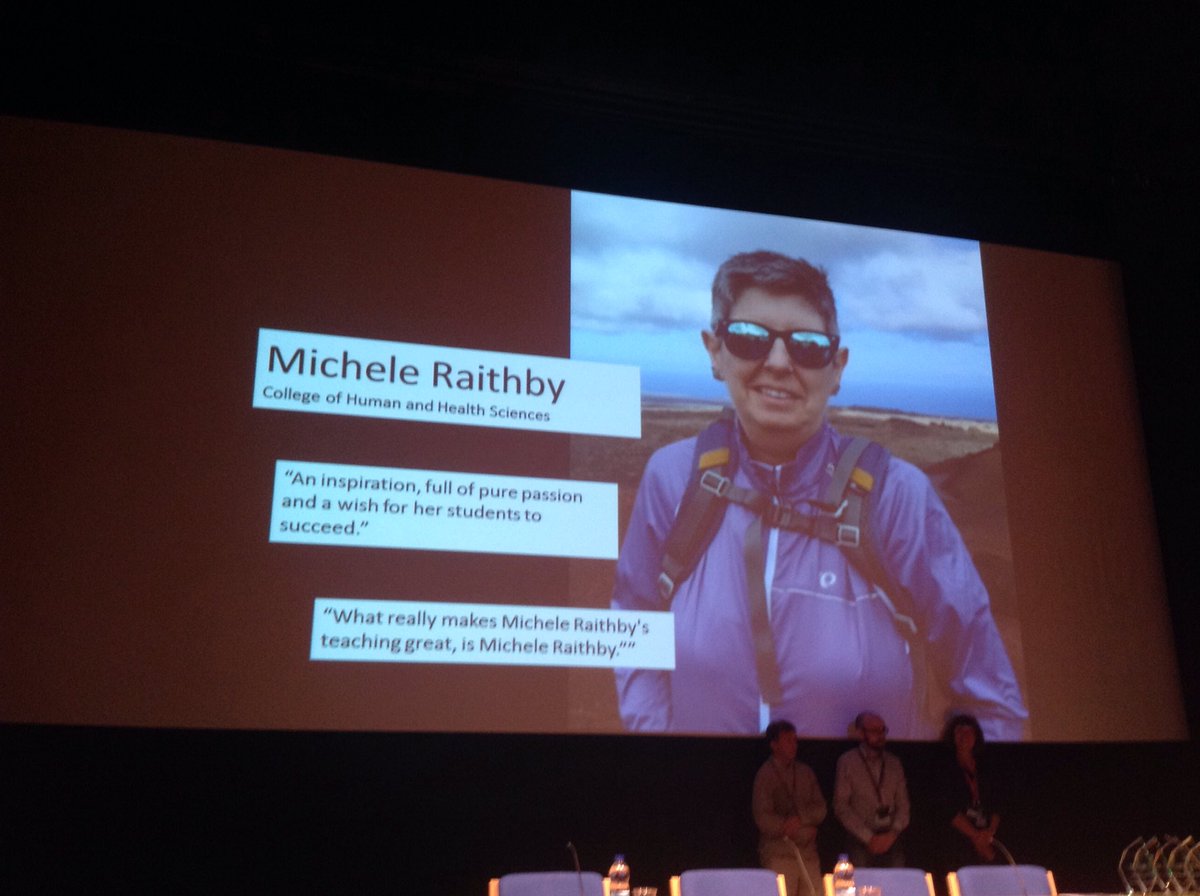 Michele Raithby
College of Human and Health Sciences
“An inspiration, full of pure passion
and a wish for her students to
succeed.”
“What really makes Michele Raithby's
teaching great, is Michele Raithby.””